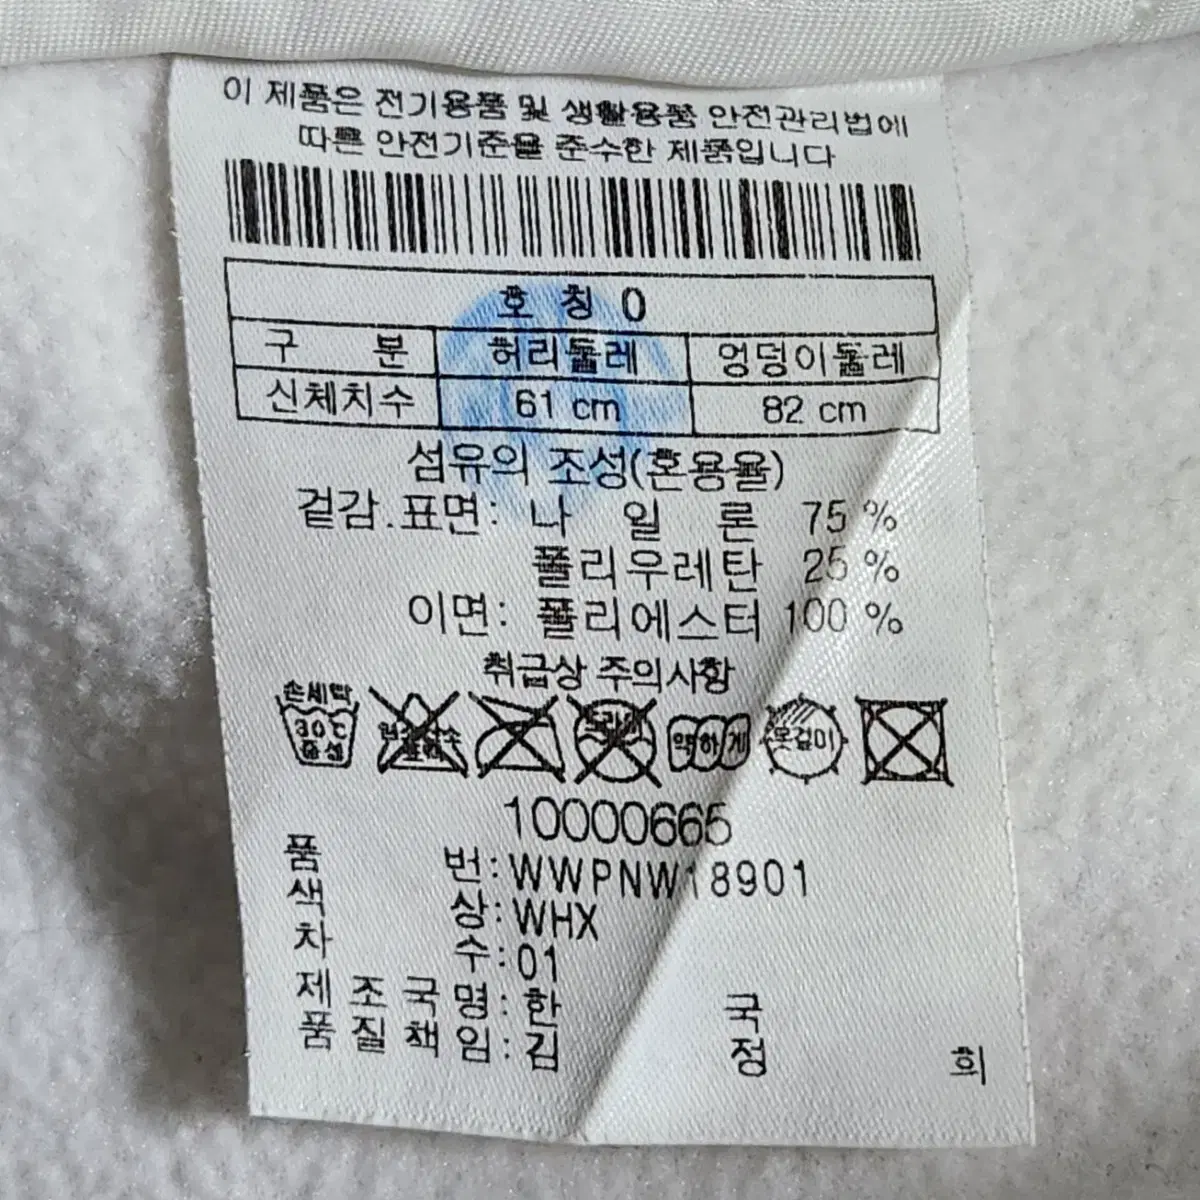 이 제품은 전기용품 및 생활용품 안전관리법에
따른 안전기준을 준수한 제품입니다
호 칭 0
구 분 허리둘레 엉덩이둘레
신체치수 61 cm 82 cm
섬유의 조성(혼용율)
겉감.표면: 나 일 론 75 %
폴리우레탄 25 %
이면: 폴리에스터 100 %
취급상 주의사항
손세탁
30℃ 중성
드라이
약하게
옷걸이
10000665
품 번: WWPNW18901
색 상: WHX
차 수: 01
제 조 국 명: 한 국
품 질 책 임: 김 정 희